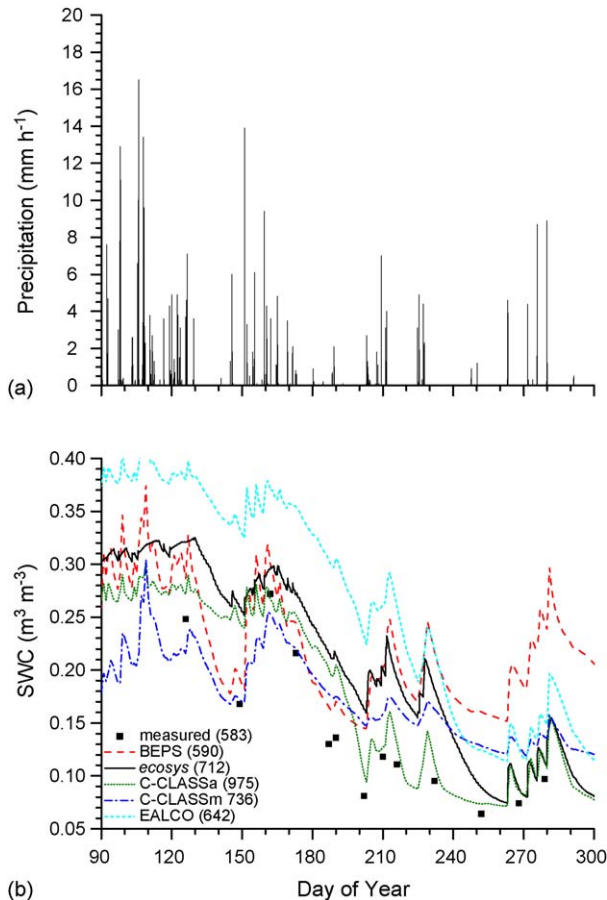 20
18
16
14
12
10
8
6
4
2
0
Precipitation (mm h⁻¹)
(a)
0.40
0.35
0.30
0.25
0.20
0.15
0.10
0.05
SWC (m³ m⁻³)
measured (583)
BEPS (590)
ecosys (712)
C-CLASSa (975)
C-CLASSm 736)
EALCO (642)
90 120 150 180 210 240 270 300
(b)
Day of Year